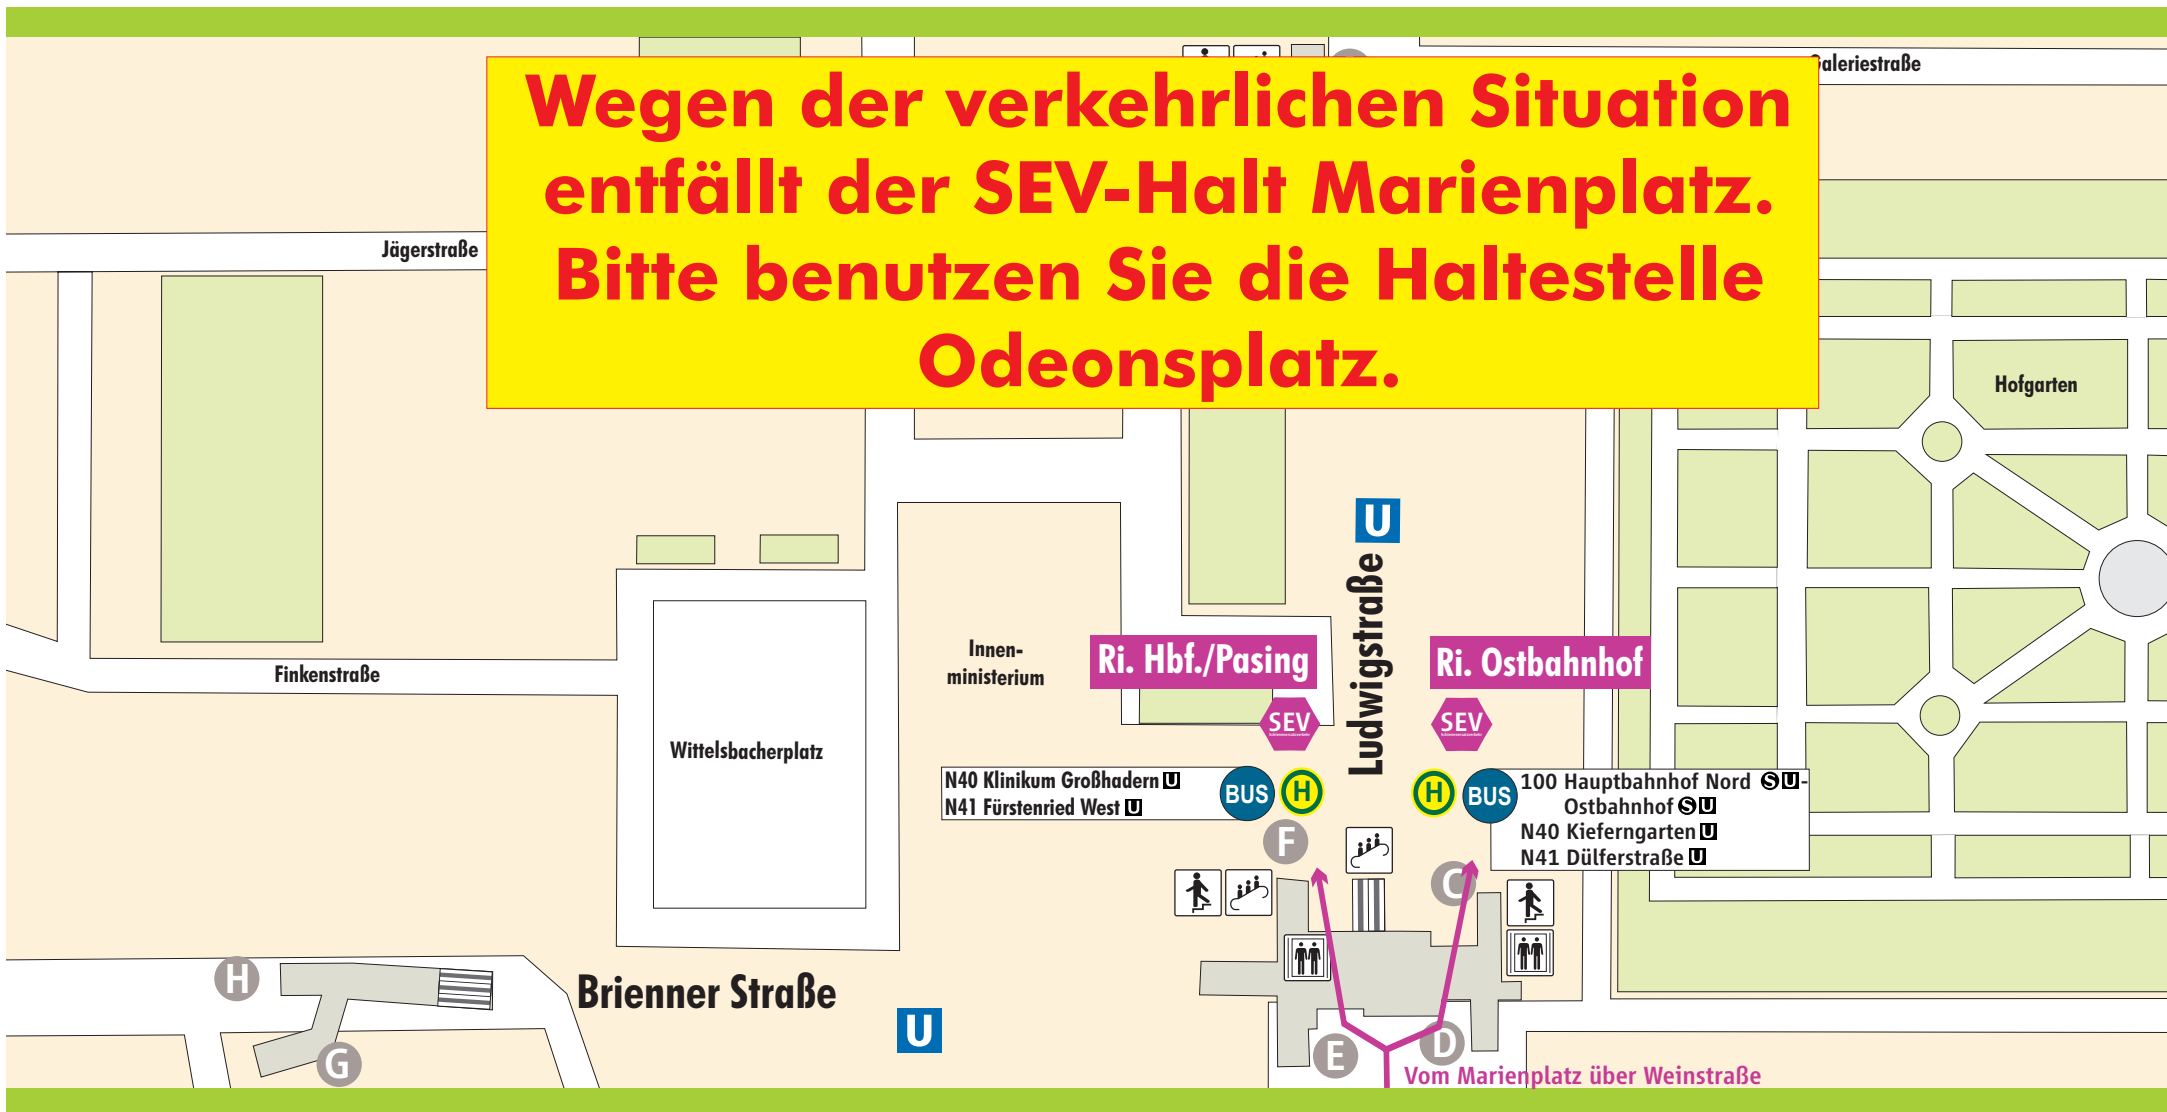 Galeriestraße
Wegen der verkehrlichen Situation
entfällt der SEV-Halt Marienplatz.
Bitte benutzen Sie die Haltestelle
Odeonsplatz.
Jägerstraße
Hofgarten
U
Ludwigstraße
Innen-
ministerium
Ri. Hbf./Pasing
Ri. Ostbahnhof
Finkenstraße
SEV
SEV
Wittelsbacherplatz
N40 Klinikum Großhadern U
N41 Fürstenried West U
BUS
H
H
BUS
100 Hauptbahnhof Nord S U-
Ostbahnhof S U
N40 Kieferngarten U
N41 Dülferstraße U
F
C
H
Brienner Straße
U
G
E
D
Vom Marienplatz über Weinstraße